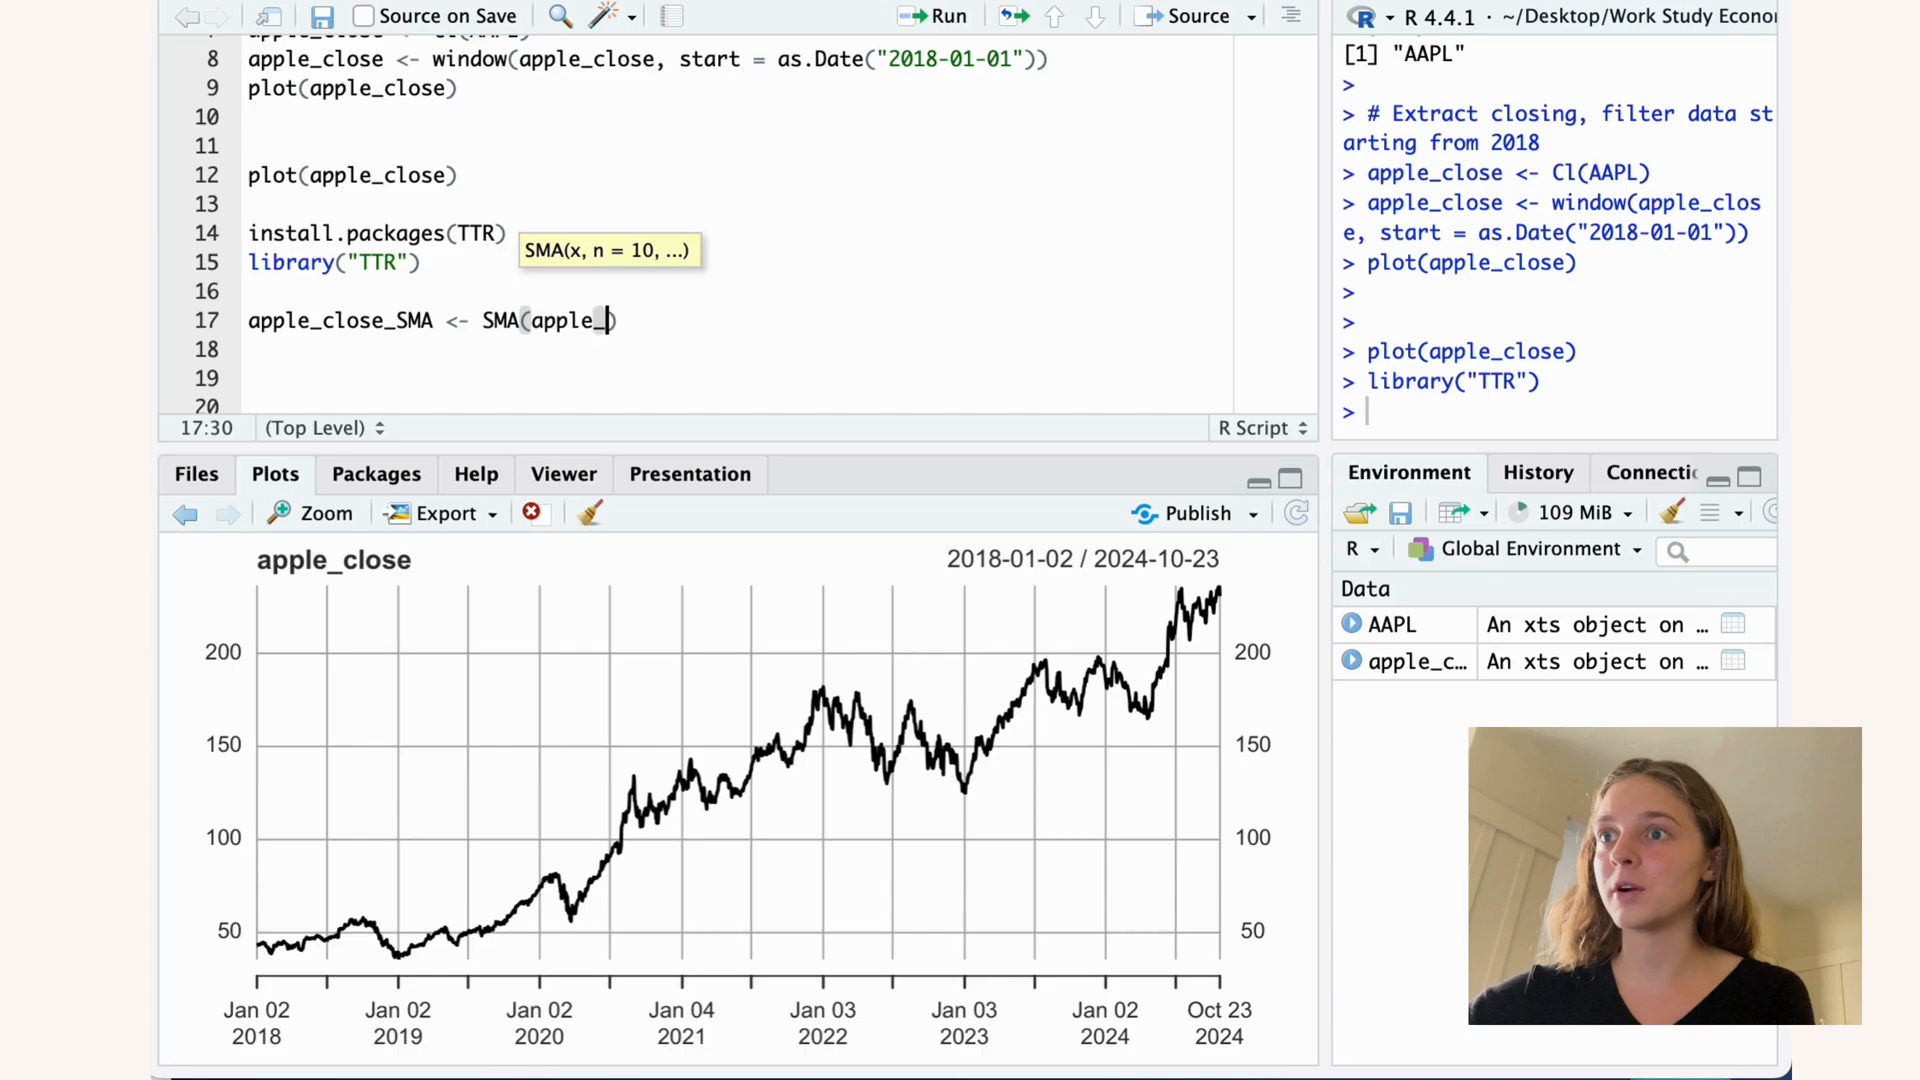 Source on Save
Run
Source
8 apple_close <- window(apple_close, start = as.Date("2018-01-01"))
9 plot(apple_close)
10
11
12 plot(apple_close)
13
14 install.packages(TTR)
SMA(x, n = 10, ...)
15 library("TTR")
16
17 apple_close_SMA <- SMA(apple_)
18
19
20
17:30 (Top Level) R Script
R 4.4.1 · ~/Desktop/Work Study Econo
[1] "AAPL"
>
> # Extract closing, filter data st
arting from 2018
> apple_close <- Cl(AAPL)
> apple_close <- window(apple_clos
e, start = as.Date("2018-01-01"))
> plot(apple_close)
>
>
> plot(apple_close)
> library("TTR")
>
Files Plots Packages Help Viewer Presentation
Zoom Export Publish
apple_close 2018-01-02 / 2024-10-23
200 200
150 150
100 100
50 50
Jan 02 Jan 02 Jan 02 Jan 04 Jan 03 Jan 03 Jan 02 Oct 23
2018 2019 2020 2021 2022 2023 2024 2024
Environment History Connecti
109 MiB
R Global Environment
Data
AAPL An xts object on …
apple_c… An xts object on …